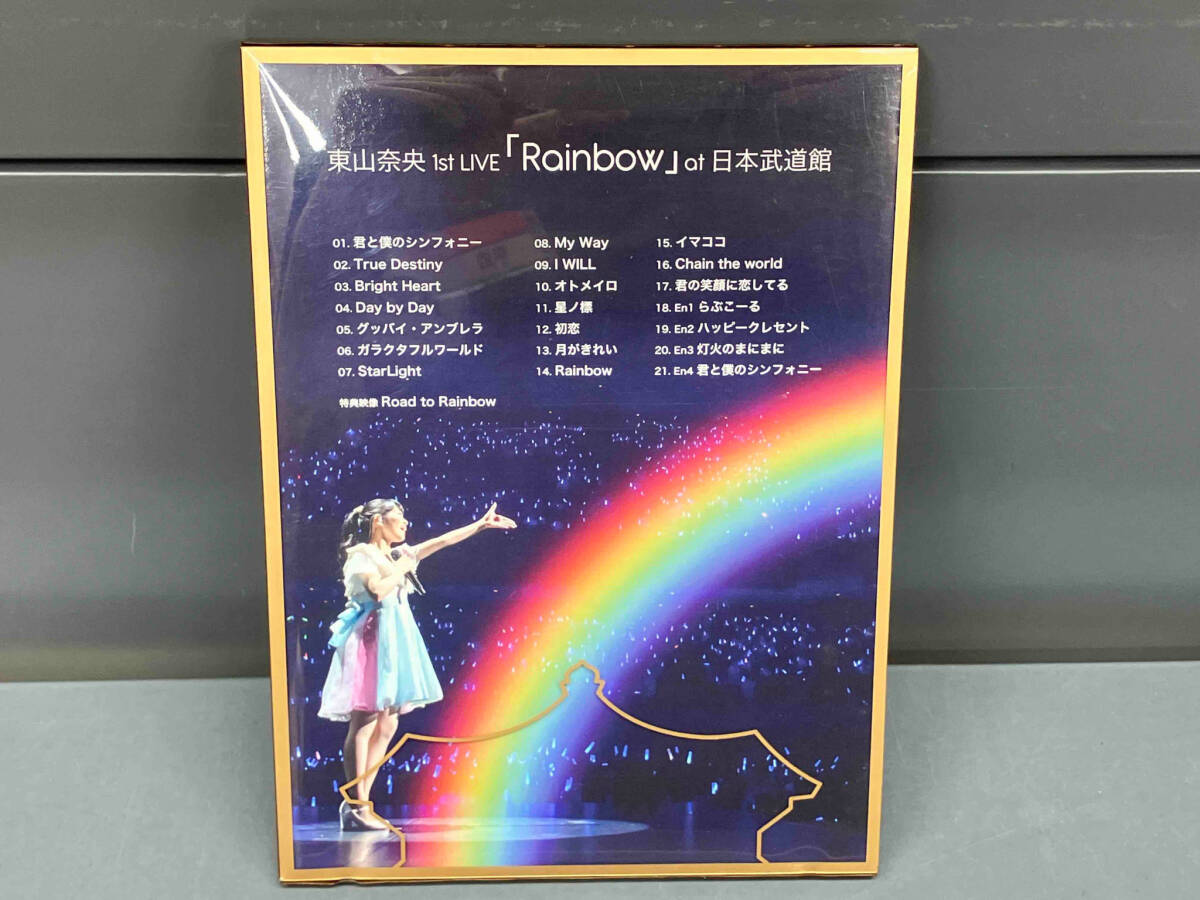 東山奈央 1st LIVE「Rainbow」at 日本武道館
01. 君と僕のシンフォニー
02. True Destiny
03. Bright Heart
04. Day by Day
05. グッバイ・アンブレラ
06. ガラクタフルワールド
07. StarLight
特典映像 Road to Rainbow
08. My Way
09. I WILL
10. オトメイロ
11. 星ノ標
12. 初恋
13. 月がきれい
14. Rainbow
15. イマココ
16. Chain the world
17. 君の笑顔に恋してる
18. En1 らぶこーる
19. En2 ハッピークレセント
20. En3 灯火のまにまに
21. En4 君と僕のシンフォニー